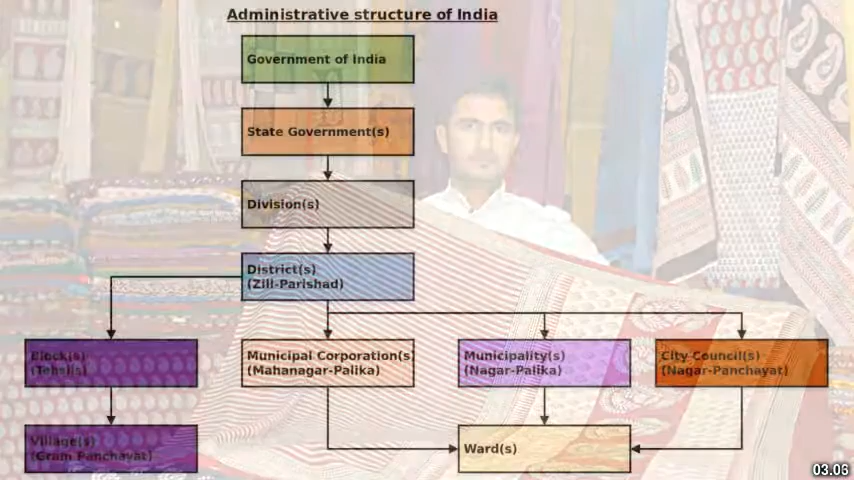 Administrative structure of India
Government of India
State Government(s)
Division(s)
District(s)
(Zill-Parishad)
Block(s)
(Tehsils)
Municipal Corporation(s)
(Mahanagar-Palika)
Municipality(s)
(Nagar-Palika)
City Council(s)
(Nagar-Panchayat)
Village(s)
(Gram Panchayat)
Ward(s)
03.06